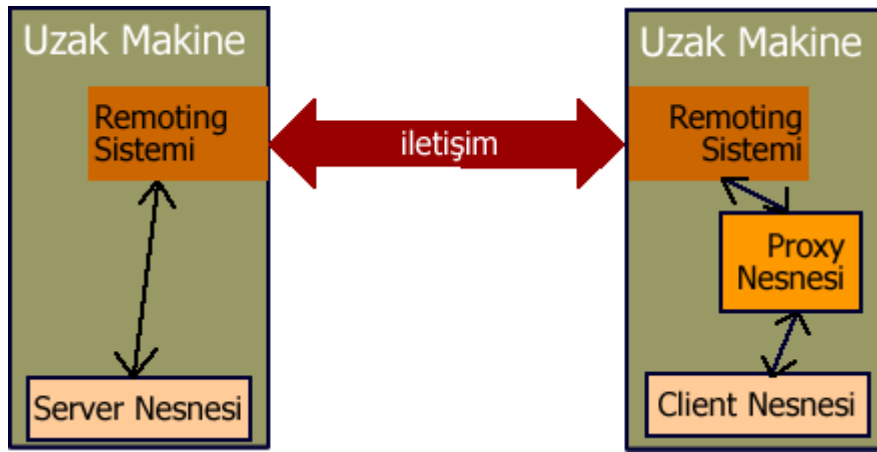 Uzak Makine
Remoting
Sistemi
Server Nesnesi
iletişim
Uzak Makine
Remoting
Sistemi
Proxy
Nesnesi
Client Nesnesi